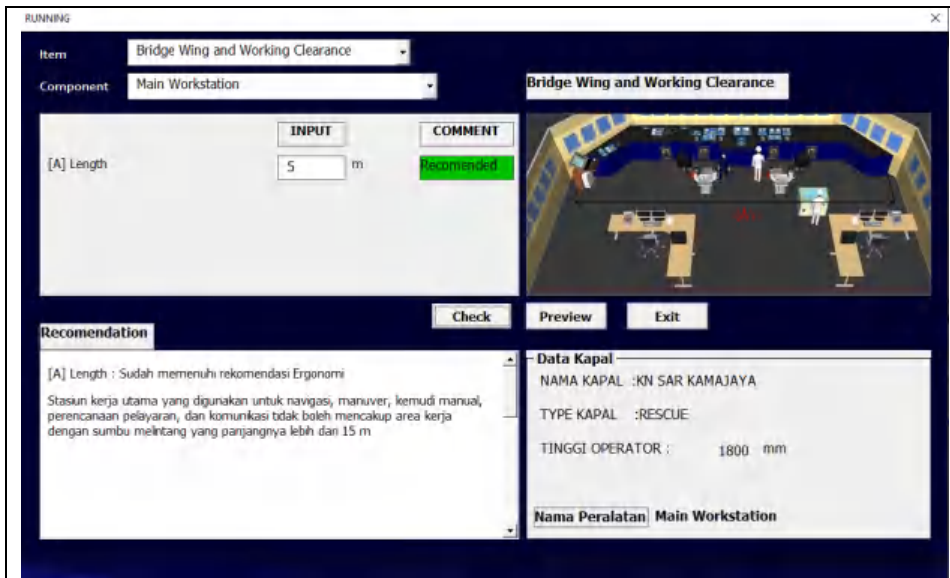 RUNNING
Item Bridge Wing and Working Clearance
Component Main Workstation
Bridge Wing and Working Clearance
INPUT COMMENT
[A] Length 5 m Recomended
Check Preview Exit
Recomendation
[A] Length : Sudah memenuhi rekomendasi Ergonomi
Stasiun kerja utama yang digunakan untuk navigasi, manuver, kemudi manual,
perencanaan pelayaran, dan komunikasi tidak boleh mencakup area kerja
dengan sumbu melintang yang panjangnya lebih dari 15 m
Data Kapal
NAMA KAPAL :KN SAR KAMAJAYA
TYPE KAPAL :RESCUE
TINGGI OPERATOR : 1800 mm
Nama Peralatan Main Workstation